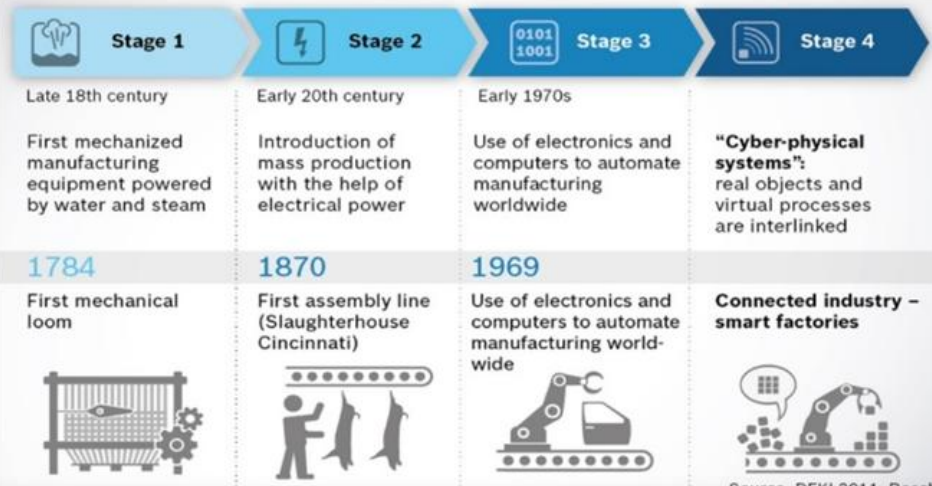 Stage 1
Stage 2
0101
1001
Stage 3
Stage 4
Late 18th century
First mechanized
manufacturing
equipment powered
by water and steam
Early 20th century
Introduction of
mass production
with the help of
electrical power
Early 1970s
Use of electronics and
computers to automate
manufacturing
worldwide
“Cyber-physical
systems”:
real objects and
virtual processes
are interlinked
1784
First mechanical
loom
1870
First assembly line
(Slaughterhouse
Cincinnati)
1969
Use of electronics and
computers to automate
manufacturing world-
wide
Connected industry –
smart factories